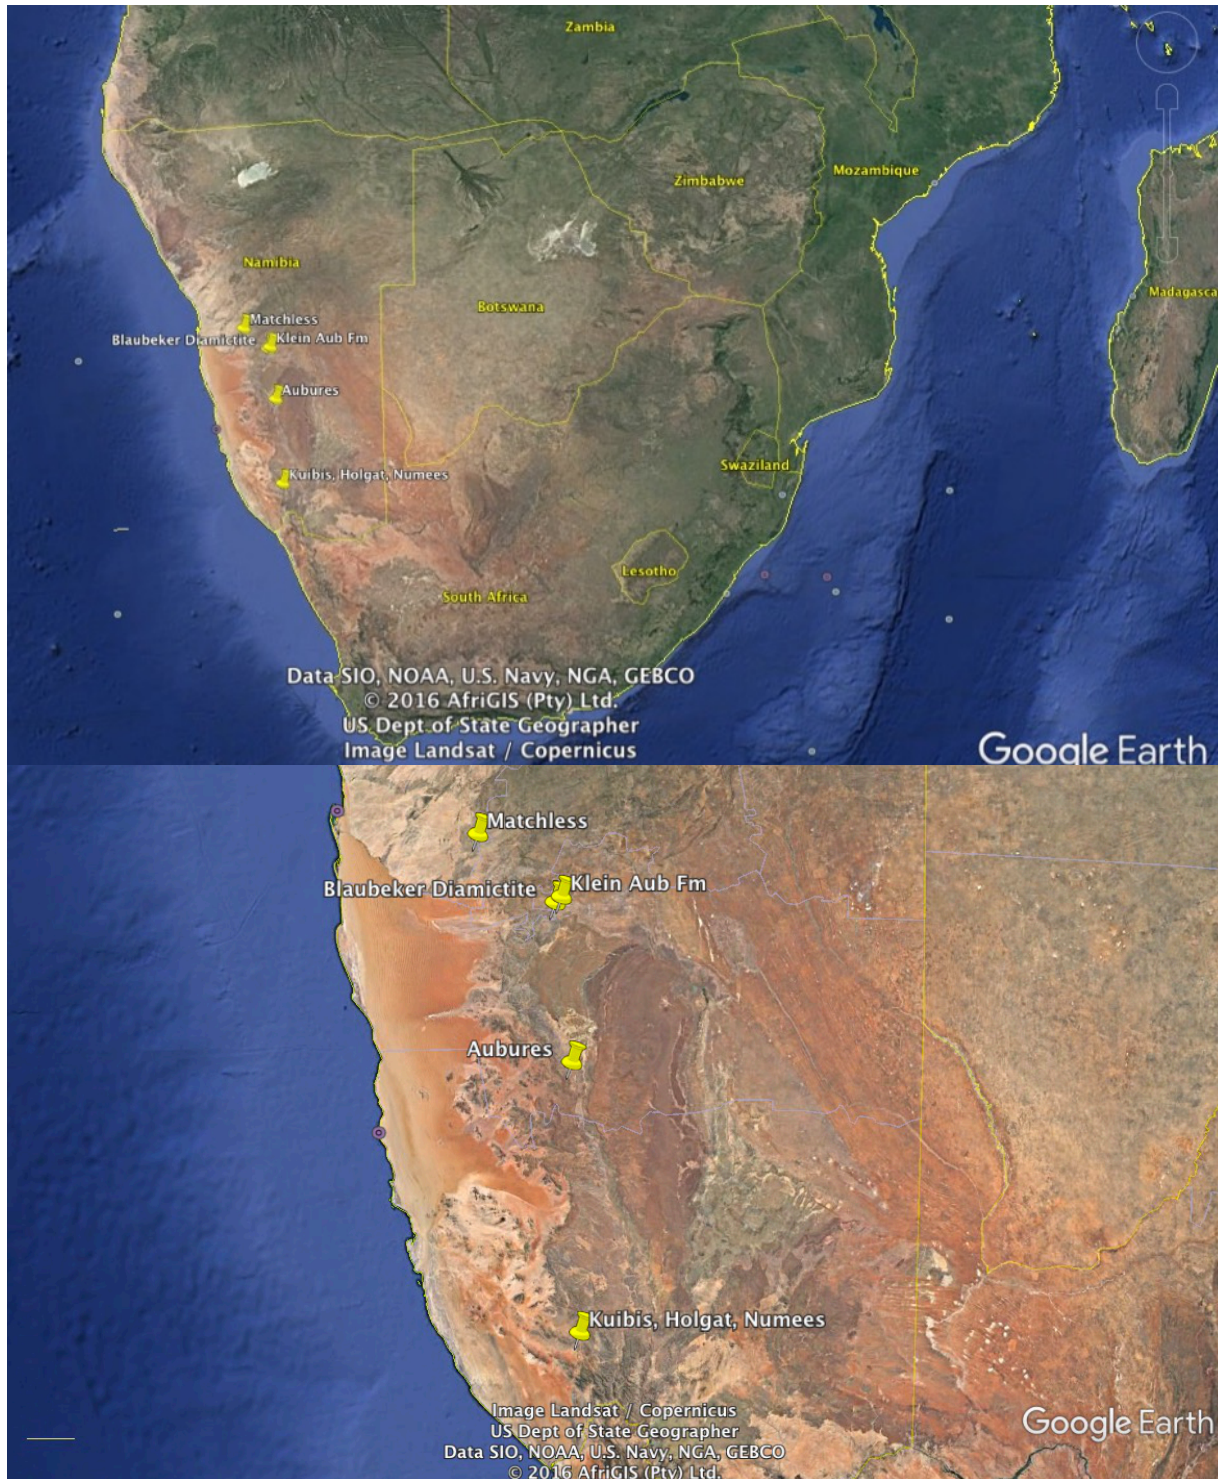 Zambia
Zimbabwe
Mozambique
Namibia
Botswana
Madagasca
Matchless
Blaubeker Diamictite
Klein Aub Fm
Aubures
Swaziland
Kuibis, Holgat, Numees
Lesotho
South Africa
Data SIO, NOAA, U.S. Navy, NGA, GEBCO
© 2016 AfriGIS (Pty) Ltd.
US Dept of State Geographer
Image Landsat / Copernicus
Google Earth
Matchless
Blaubeker Diamictite
Klein Aub Fm
Aubures
Kuibis, Holgat, Numees
Image Landsat / Copernicus
US Dept of State Geographer
Data SIO, NOAA, U.S. Navy, NGA, GEBCO
© 2016 AfriGIS (Pty) Ltd.
Google Earth